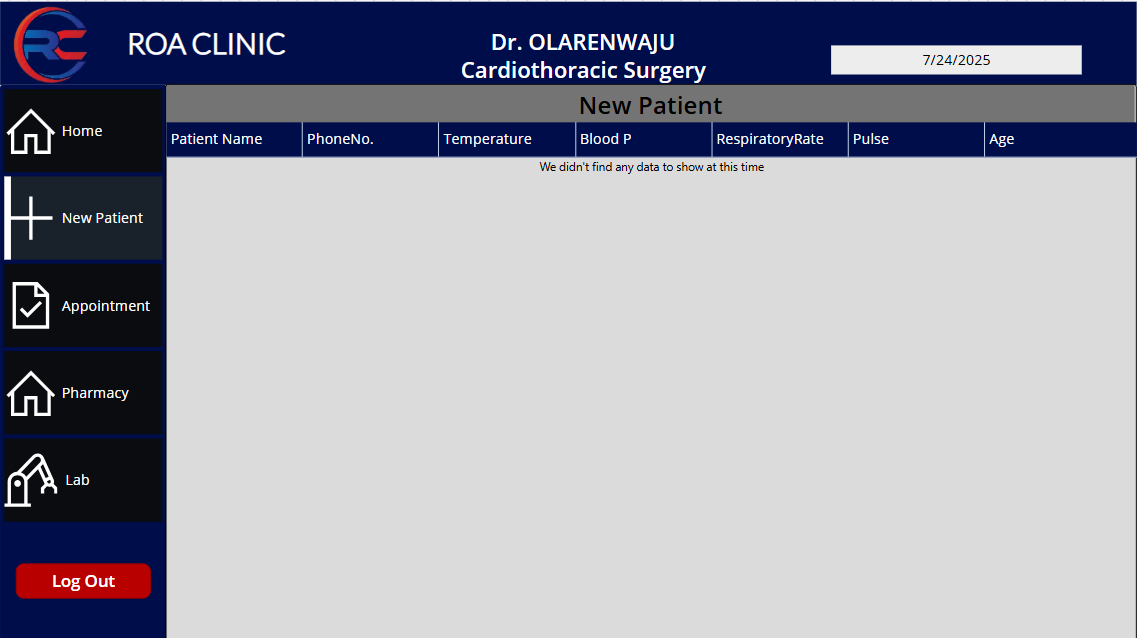 RC
ROA CLINIC
Dr. OLARENWAJU
Cardiothoracic Surgery
7/24/2025
Home
New Patient
Appointment
Pharmacy
Lab
Log Out
New Patient
Patient Name PhoneNo. Temperature Blood P RespiratoryRate Pulse Age
We didn't find any data to show at this time